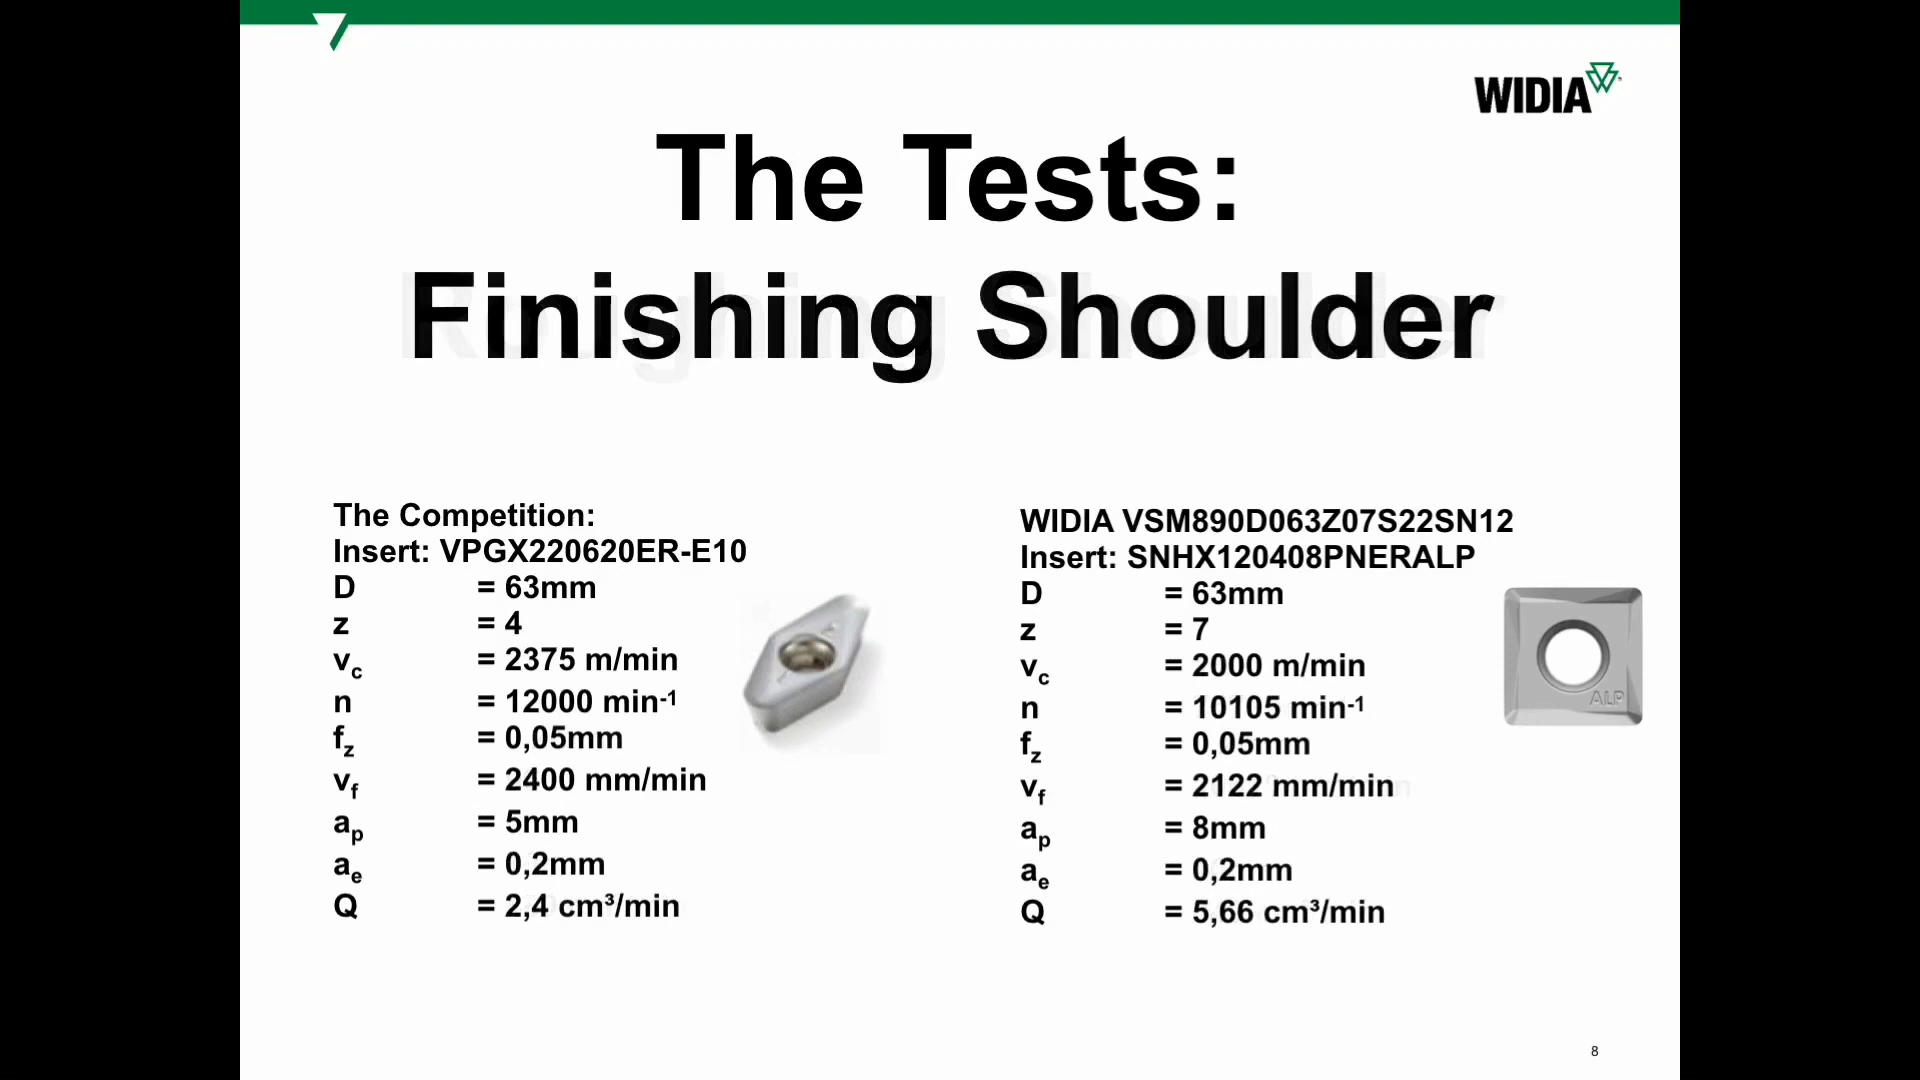 WIDIA
The Tests:
Finishing Shoulder
The Competition:
Insert: VPGX220620ER-E10
D = 63mm
z = 4
vc = 2375 m/min
n = 12000 min-1
fz = 0,05mm
vf = 2400 mm/min
ap = 5mm
ae = 0,2mm
Q = 2,4 cm³/min
WIDIA VSM890D063Z07S22SN12
Insert: SNHX120408PNERALP
D = 63mm
z = 7
vc = 2000 m/min
n = 10105 min-1
fz = 0,05mm
vf = 2122 mm/min
ap = 8mm
ae = 0,2mm
Q = 5,66 cm³/min
ALP
8